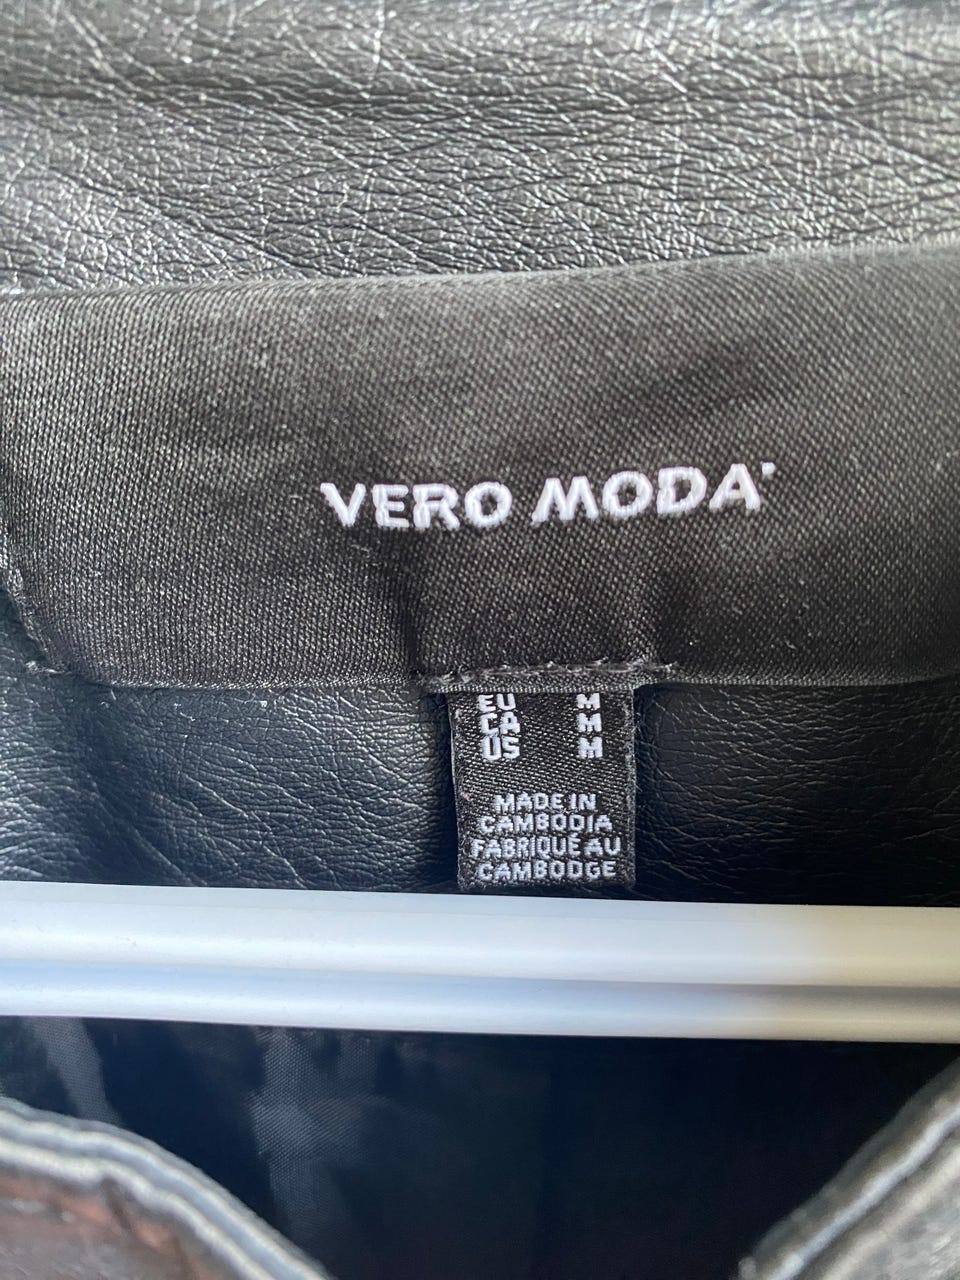 VERO MODA
EU M
CA M
US M
MADE IN
CAMBODIA
FABRIQUÉ AU
CAMBODGE